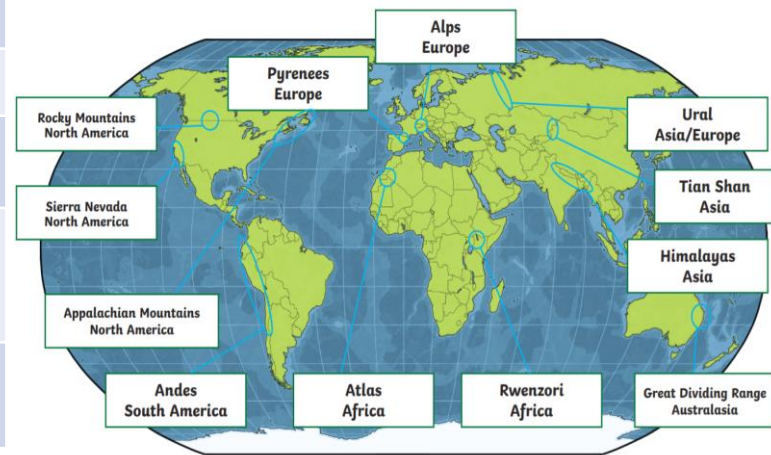 Alps
Europe
Pyrenees
Europe
Rocky Mountains
North America
Ural
Asia/Europe
Tian Shan
Asia
Sierra Nevada
North America
Himalayas
Asia
Appalachian Mountains
North America
Andes
South America
Atlas
Africa
Rwenzori
Africa
Great Dividing Range
Australasia